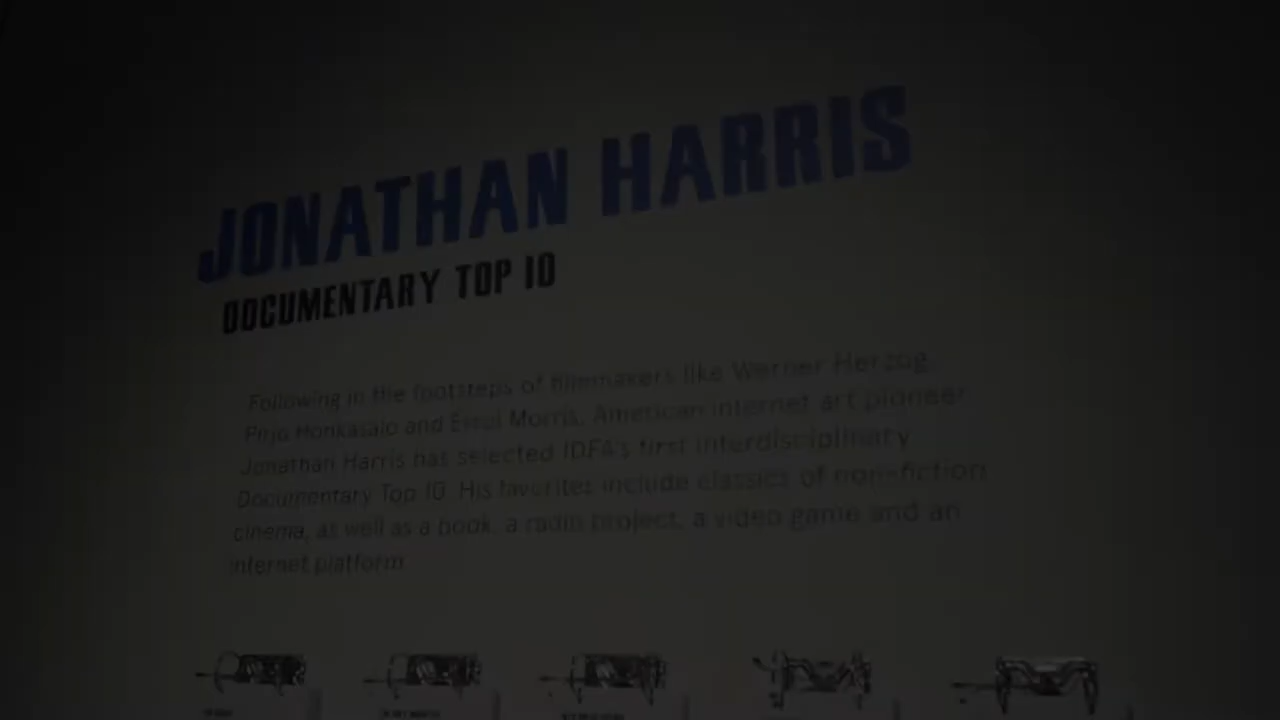 JONATHAN HARRIS
DOCUMENTARY TOP 10
Following in the footsteps of filmmakers like Werner Herzog,
Pirjo Honkasalo and Errol Morris, American internet art pioneer
Jonathan Harris has selected IDFA's first interdisciplinary
Documentary Top 10. His favorites include classics of non-fiction
cinema, as well as a book, a radio project, a video game and an
internet platform.